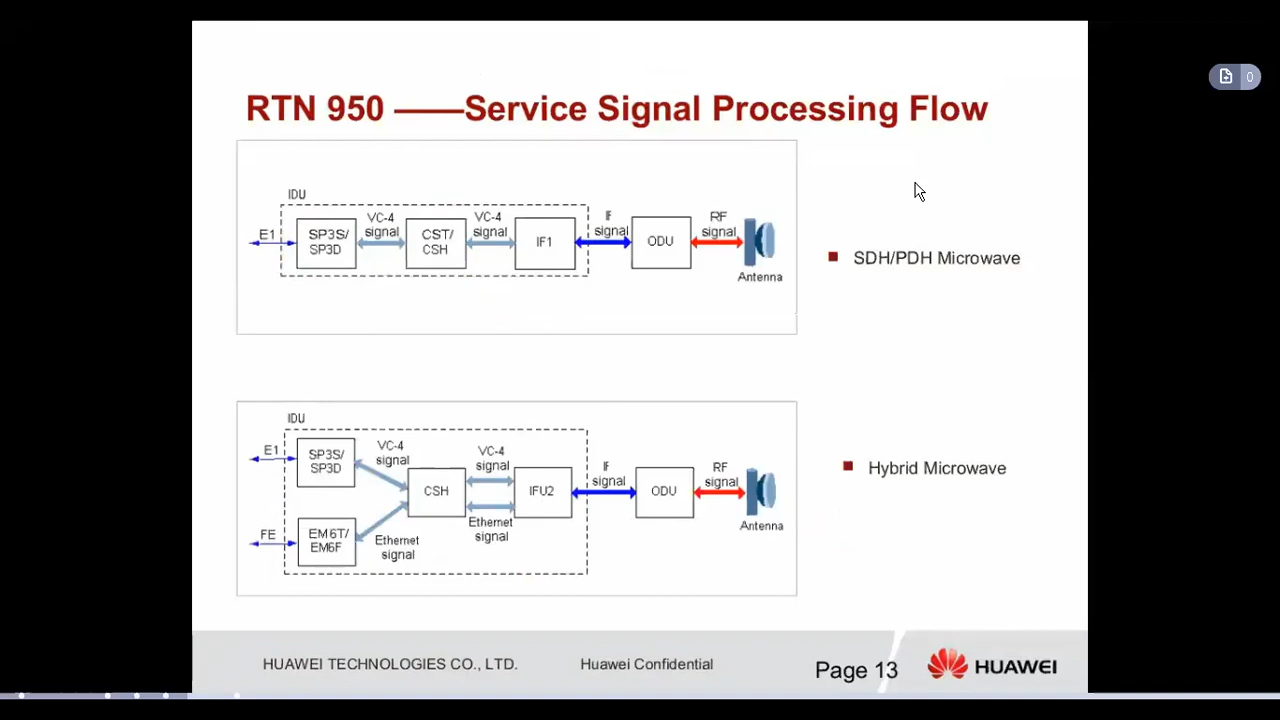 0
RTN 950 ——Service Signal Processing Flow
IDU
E1
SP3S/
SP3D
VC-4
signal
CST/
CSH
VC-4
signal
IF1
IF
signal
ODU
RF
signal
Antenna
SDH/PDH Microwave
IDU
E1
SP3S/
SP3D
VC-4
signal
FE
EM6T/
EM6F
Ethernet
signal
CSH
VC-4
signal
Ethernet
signal
IFU2
IF
signal
ODU
RF
signal
Antenna
Hybrid Microwave
HUAWEI TECHNOLOGIES CO., LTD.
Huawei Confidential
Page 13
HUAWEI